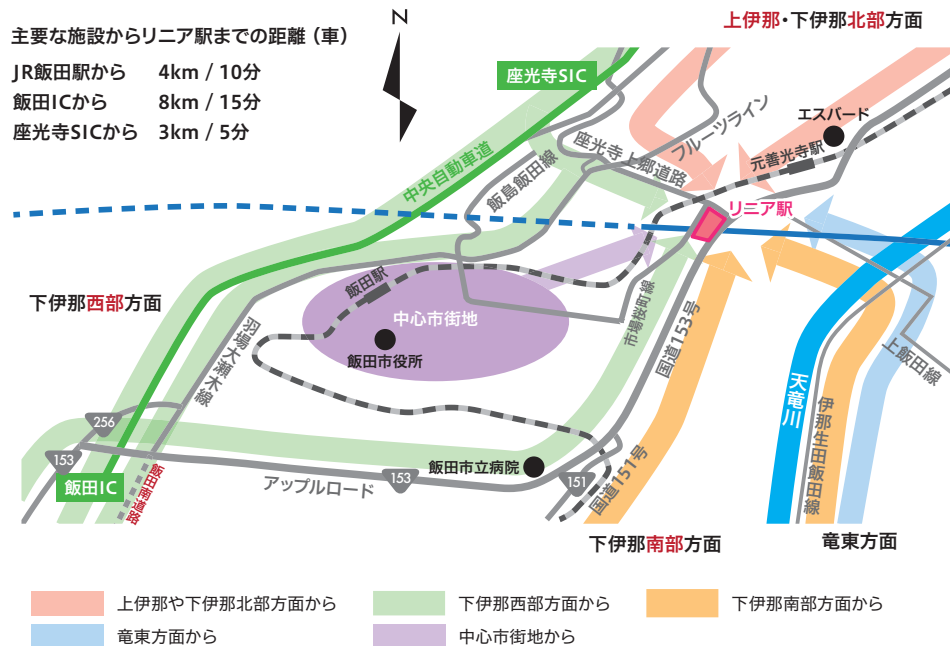 主要な施設からリニア駅までの距離（車）
JR飯田駅から 4km / 10分
飯田ICから 8km / 15分
座光寺SICから 3km / 5分
N
上伊那・下伊那北部方面
座光寺SIC
エスバード
フルーツライン
元善光寺駅
座光寺上郷道路
中央自動車道
飯島飯田線
リニア駅
飯田駅
下伊那西部方面
中心市街地
飯田市役所
市場桜町線
国道153号
羽場大瀬木線
上飯田線
天竜川
伊那生田飯田線
256
153
飯田IC
飯田南道路
アップルロード
153
飯田市立病院
151
国道151号
下伊那南部方面
竜東方面
上伊那や下伊那北部方面から
下伊那西部方面から
下伊那南部方面から
竜東方面から
中心市街地から